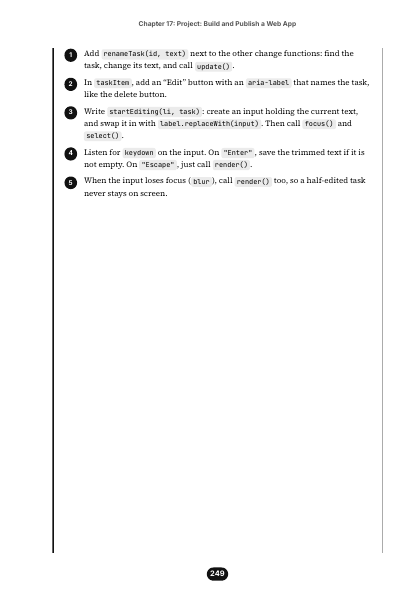 Chapter 17: Project: Build and Publish a Web App
1 Add renameTask(id, text) next to the other change functions: find the
task, change its text, and call update().
2 In taskItem, add an “Edit” button with an aria-label that names the task,
like the delete button.
3 Write startEditing(li, task): create an input holding the current text,
and swap it in with label.replaceWith(input). Then call focus() and
select().
4 Listen for keydown on the input. On "Enter", save the trimmed text if it is
not empty. On "Escape", just call render().
5 When the input loses focus (blur), call render() too, so a half-edited task
never stays on screen.
249